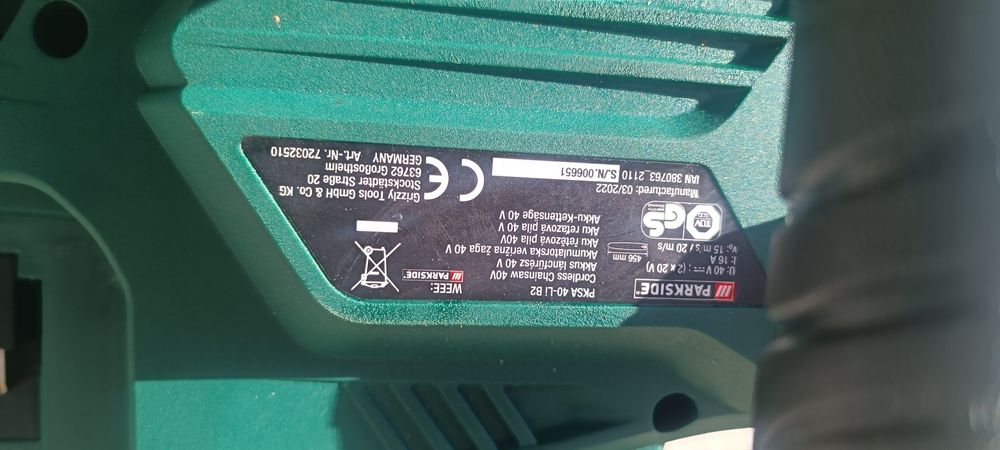 /// PARKSIDE
U: 40 V ⎓ ; (2 x 20 V)
I: 16 A
v₀: 15 m / s / 20 m/s
456 mm
TÜV
GS
Manufactured: 03/2022
IAN 380763_2110 S./N.006651
PKSA 40-Li B2
Cordless Chainsaw 40V
Akkus láncfűrész 40 V
Akumulatorska verižna žaga 40 V
Aku řetězová pila 40V
Aku reťazová píla 40 V
Akku-Kettensäge 40 V
CE
WEEE: /// PARKSIDE
Grizzly Tools GmbH & Co. KG
Stockstädter Straße 20
63762 Großostheim
GERMANY Art.-Nr. 72032510